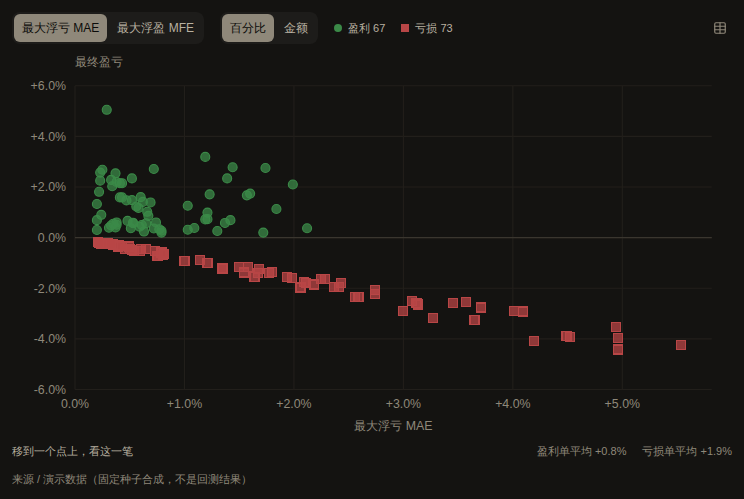 最大浮亏 MAE 最大浮盈 MFE 百分比 金额 盈利 67 亏损 73
最终盈亏
+6.0%
+4.0%
+2.0%
0.0%
-2.0%
-4.0%
-6.0%
0.0% +1.0% +2.0% +3.0% +4.0% +5.0%
最大浮亏 MAE
移到一个点上，看这一笔 盈利单平均 +0.8% 亏损单平均 +1.9%
来源 / 演示数据（固定种子合成，不是回测结果）